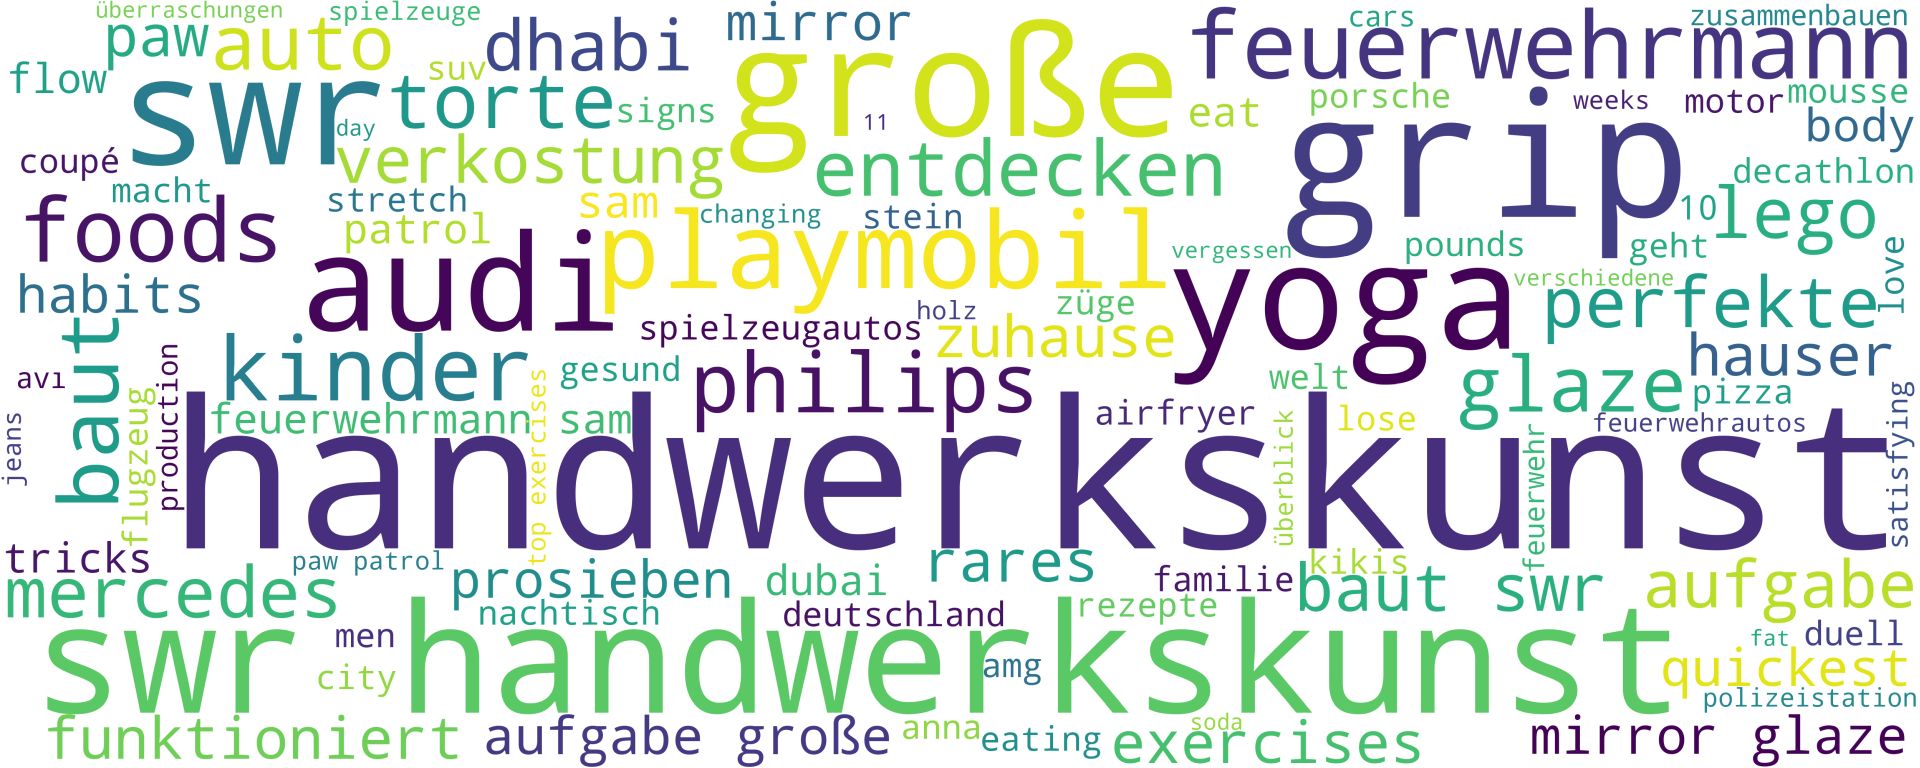 überraschungen
spielzeuge
paw
auto
flow
swr
dhabi
suv
torte
signs
day
verkostung
mirror
große
11
eat
entdecken
feuerwehrmann
cars
zusammenbauen
porsche
weeks
motor
mousse
body
grip
decathlon
10
lego
coupé
macht
foods
stretch
patrol
sam
changing
stein
playmobil
vergessen
pounds
geht
verschiedene
love
habits
audi
holz
züge
yoga
perfekte
spielzeugautos
zuhause
hauser
baut
kinder
gesund
philips
welt
glaze
pizza
avı
production
feuerwehrmann sam
airfryer
lose
feuerwehrautos
jeans
flugzeug
top exercises
handwerkskunst
überblick
feuerwehr
satisfying
tricks
paw patrol
mercedes
prosieben
nachtisch
dubai
rares
deutschland
familie
kikis
rezepte
baut swr
aufgabe
swr handwerkskunst
men
city
amg
fat
duell
quickest
polizeistation
funktioniert
aufgabe große
anna
eating
soda
exercises
mirror glaze